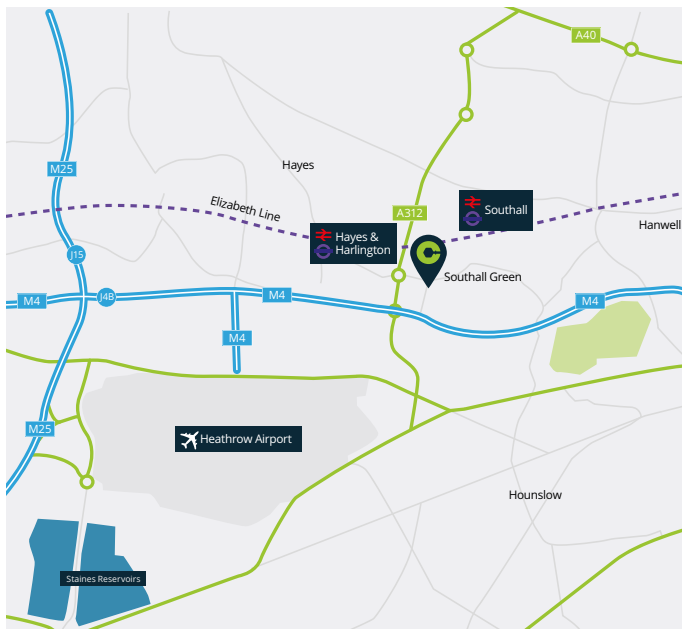 A40
M25
Hayes
Elizabeth Line
A312
Southall
Hayes &
Harlington
Hanwell
J15
Southall Green
M4
J4B
M4
M4
M4
M25
Heathrow Airport
Hounslow
Staines Reservoirs